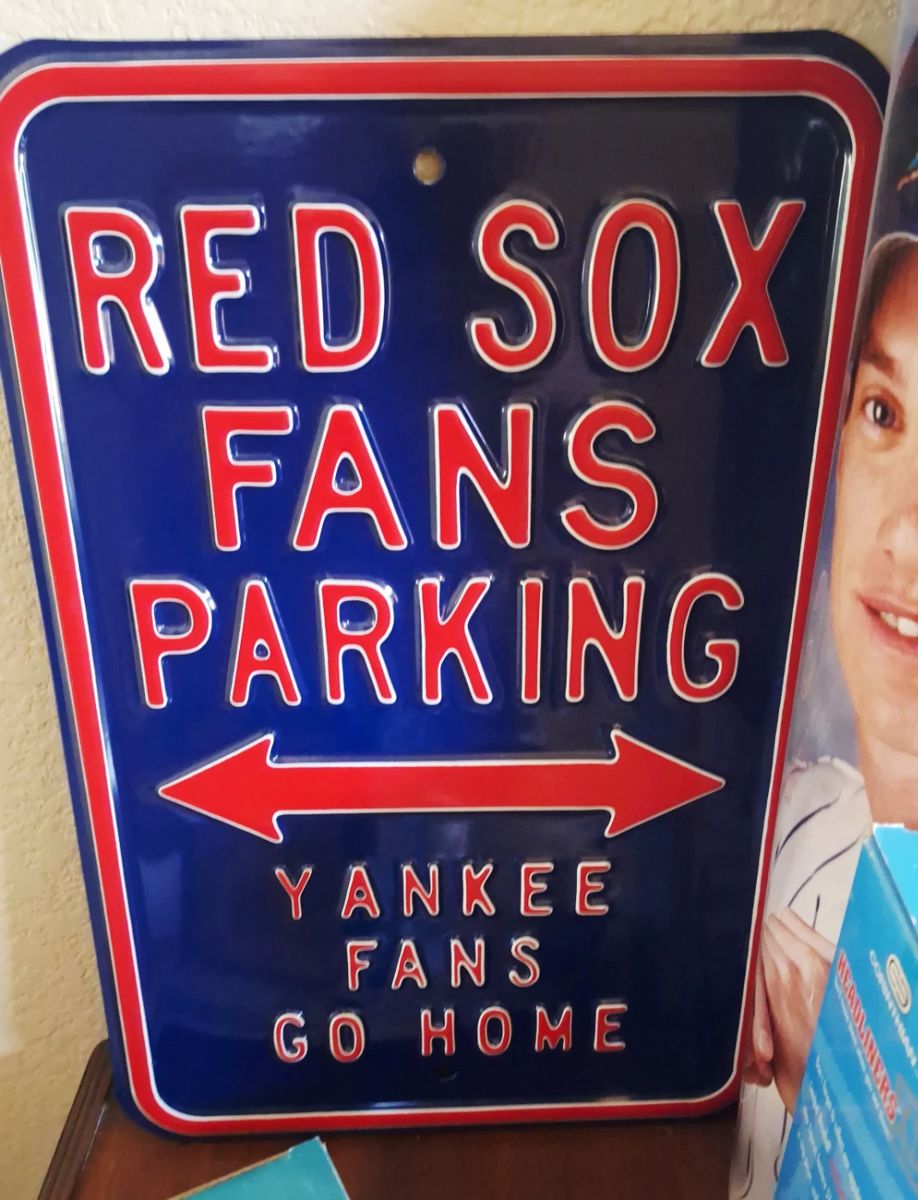 RED SOX
FANS
PARKING
YANKEE
FANS
GO HOME
HEADLINERS